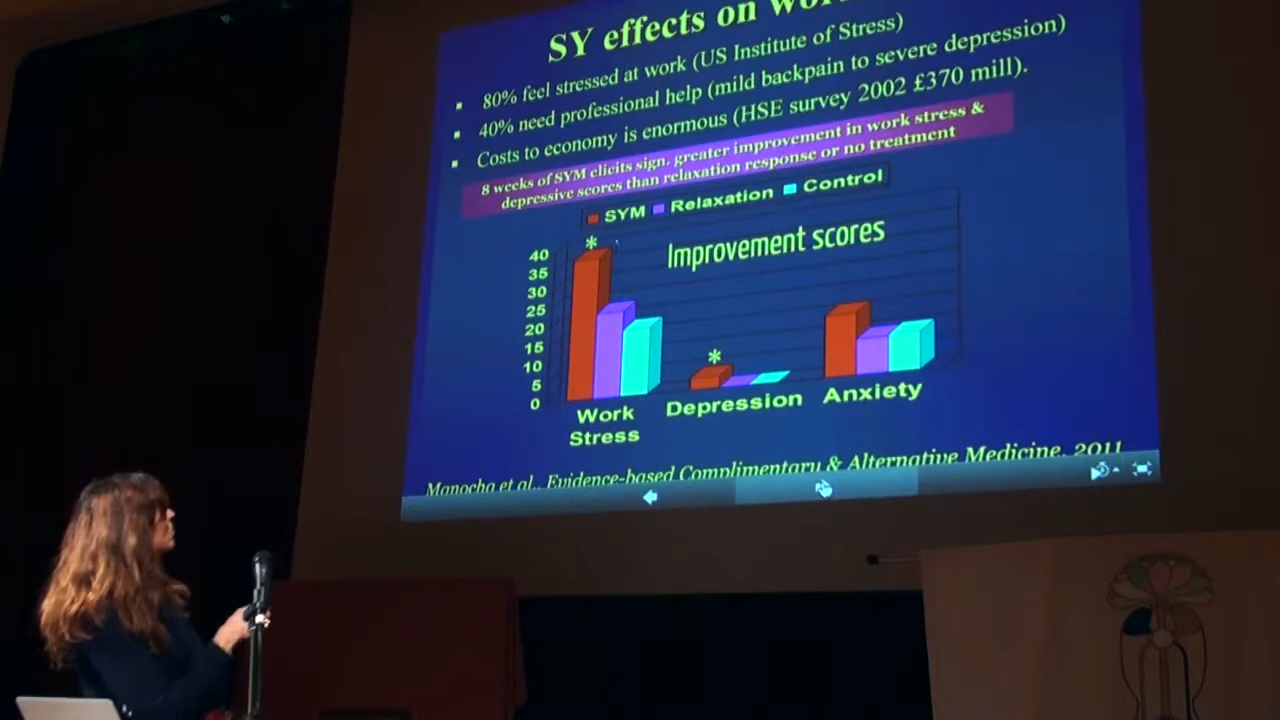 SY effects on
80% feel stressed at work (US Institute of Stress)
40% need professional help (mild backpain to severe depression)
Costs to economy is enormous (HSE survey 2002 £370 mill).
8 weeks of SYM elicits sign. greater improvement in work stress &
depressive scores than relaxation response or no treatment
SYM Relaxation Control
Improvement scores
*
40
35
30
25
20
15
10
5
0
*
Work
Stress
Depression
Anxiety
Manocha et al., Evidence-based Complimentary & Alternative Medicine, 2011